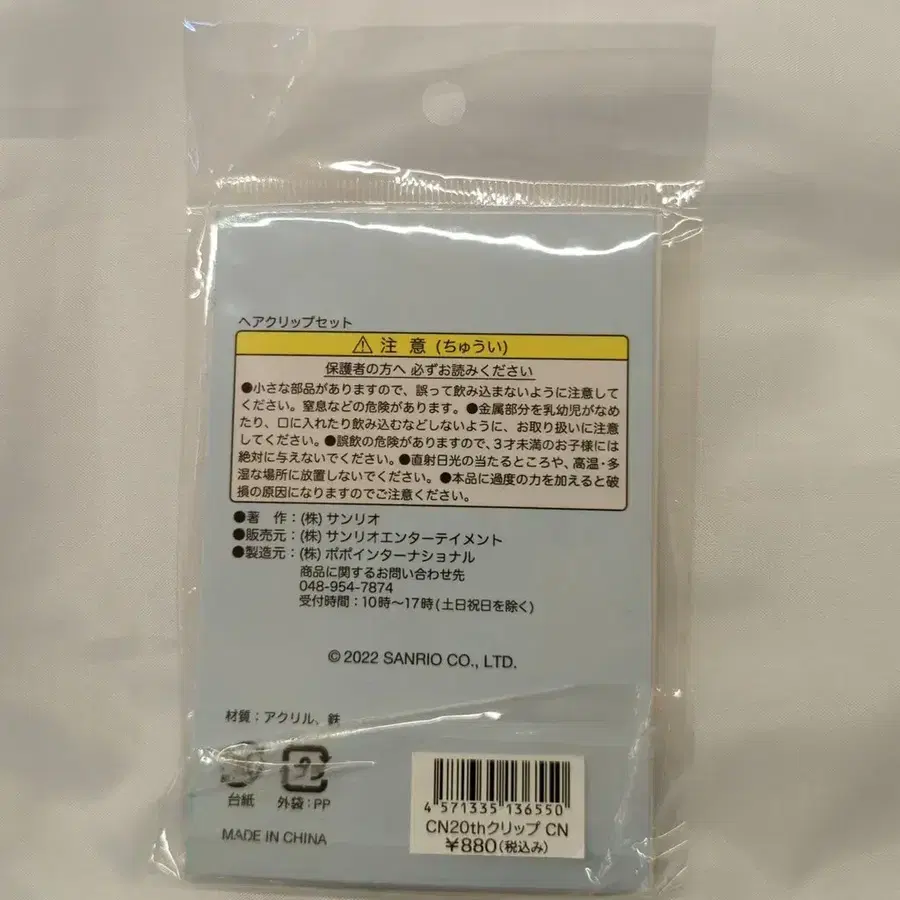 ヘアクリップセット
⚠ 注 意 (ちゅうい)
保護者の方へ 必ずお読みください
●小さな部品がありますので、誤って飲み込まないように注意して
ください。窒息などの危険があります。●金属部分を乳幼児がなめ
たり、口に入れたり飲み込むなどしないように、お取り扱いに注意
してください。●誤飲の危険がありますので、3才未満のお子様には
絶対に与えないでください。●直射日光の当たるところや、高温・多
湿な場所に放置しないでください。●本品に過度の力を加えると破
損の原因になりますのでご注意ください。
●著 作：(株) サンリオ
●販売元：(株) サンリオエンターテイメント
●製造元：(株) ポポインターナショナル
商品に関するお問い合わせ先
048-954-7874
受付時間：10時〜17時(土日祝日を除く)
© 2022 SANRIO CO., LTD.
材質：アクリル、鉄
台紙 外袋：PP
MADE IN CHINA
4 571335 136550
CN20thクリップ CN
¥880(税込み)